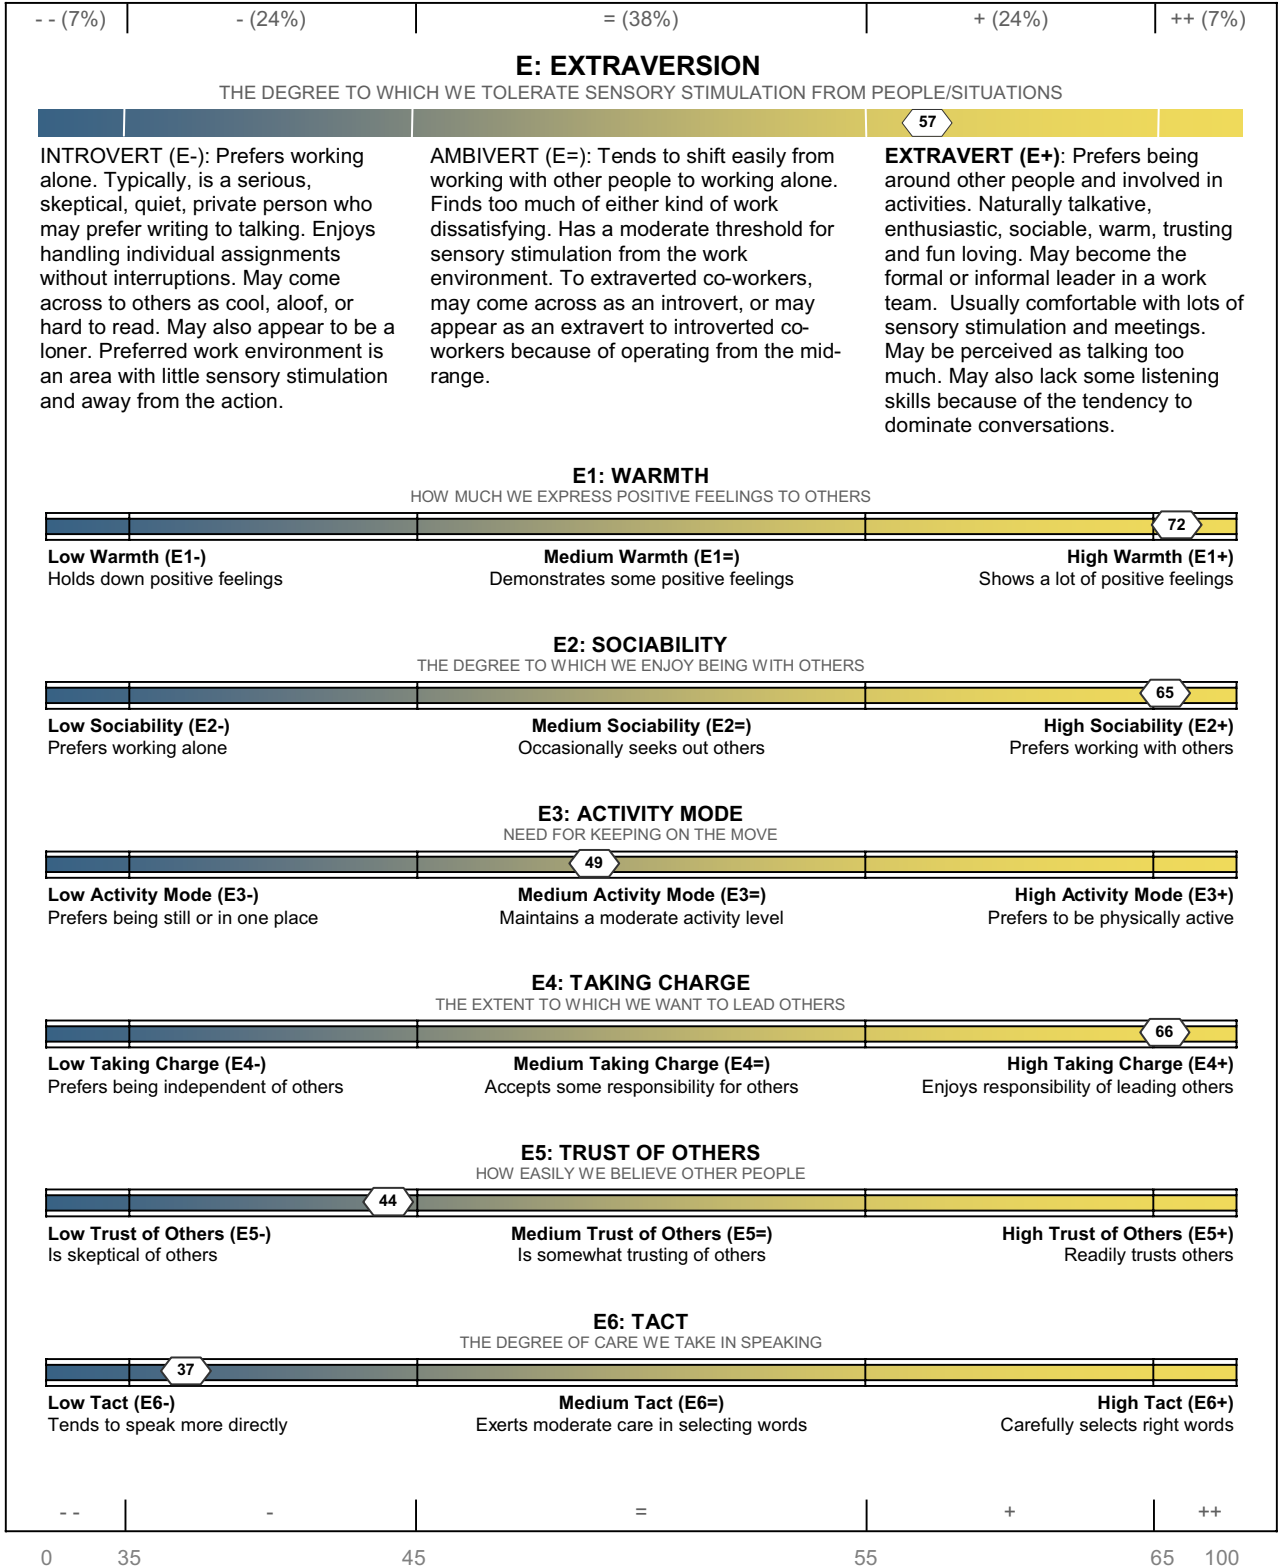 - - (7%) - (24%) = (38%) + (24%) ++ (7%)
E: EXTRAVERSION
THE DEGREE TO WHICH WE TOLERATE SENSORY STIMULATION FROM PEOPLE/SITUATIONS
57
INTROVERT (E-): Prefers working
alone. Typically, is a serious,
skeptical, quiet, private person who
may prefer writing to talking. Enjoys
handling individual assignments
without interruptions. May come
across to others as cool, aloof, or
hard to read. May also appear to be a
loner. Preferred work environment is
an area with little sensory stimulation
and away from the action.
AMBIVERT (E=): Tends to shift easily from
working with other people to working alone.
Finds too much of either kind of work
dissatisfying. Has a moderate threshold for
sensory stimulation from the work
environment. To extraverted co-workers,
may come across as an introvert, or may
appear as an extravert to introverted co-
workers because of operating from the mid-
range.
EXTRAVERT (E+): Prefers being
around other people and involved in
activities. Naturally talkative,
enthusiastic, sociable, warm, trusting
and fun loving. May become the
formal or informal leader in a work
team. Usually comfortable with lots of
sensory stimulation and meetings.
May be perceived as talking too
much. May also lack some listening
skills because of the tendency to
dominate conversations.
E1: WARMTH
HOW MUCH WE EXPRESS POSITIVE FEELINGS TO OTHERS
72
Low Warmth (E1-) Medium Warmth (E1=) High Warmth (E1+)
Holds down positive feelings Demonstrates some positive feelings Shows a lot of positive feelings
E2: SOCIABILITY
THE DEGREE TO WHICH WE ENJOY BEING WITH OTHERS
65
Low Sociability (E2-) Medium Sociability (E2=) High Sociability (E2+)
Prefers working alone Occasionally seeks out others Prefers working with others
E3: ACTIVITY MODE
NEED FOR KEEPING ON THE MOVE
49
Low Activity Mode (E3-) Medium Activity Mode (E3=) High Activity Mode (E3+)
Prefers being still or in one place Maintains a moderate activity level Prefers to be physically active
E4: TAKING CHARGE
THE EXTENT TO WHICH WE WANT TO LEAD OTHERS
66
Low Taking Charge (E4-) Medium Taking Charge (E4=) High Taking Charge (E4+)
Prefers being independent of others Accepts some responsibility for others Enjoys responsibility of leading others
E5: TRUST OF OTHERS
HOW EASILY WE BELIEVE OTHER PEOPLE
44
Low Trust of Others (E5-) Medium Trust of Others (E5=) High Trust of Others (E5+)
Is skeptical of others Is somewhat trusting of others Readily trusts others
E6: TACT
THE DEGREE OF CARE WE TAKE IN SPEAKING
37
Low Tact (E6-) Medium Tact (E6=) High Tact (E6+)
Tends to speak more directly Exerts moderate care in selecting words Carefully selects right words
- - - = + ++
0 35 45 55 65 100